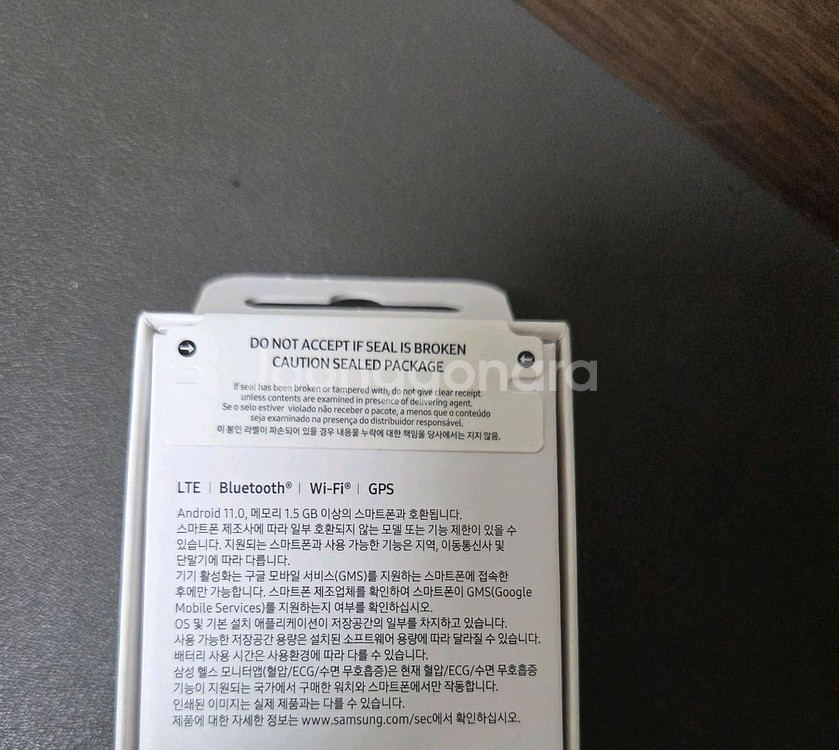 DO NOT ACCEPT IF SEAL IS BROKEN
CAUTION SEALED PACKAGE
If seal has been broken or tampered with, do not give clear receipt
unless contents are examined in presence of delivering agent.
Se o selo estiver violado não receber o pacote, a menos que o conteúdo
seja examinado na presença do distribuidor responsável.
이 봉인 라벨이 파손되어 있을 경우 내용물 누락에 대한 책임을 당사에서는 지지 않음.
LTE | Bluetooth® | Wi-Fi® | GPS
Android 11.0, 메모리 1.5 GB 이상의 스마트폰과 호환됩니다.
스마트폰 제조사에 따라 일부 호환되지 않는 모델 또는 기능 제한이 있을 수
있습니다. 지원되는 스마트폰과 사용 가능한 기능은 지역, 이동통신사 및
단말기에 따라 다릅니다.
기기 활성화는 구글 모바일 서비스(GMS)를 지원하는 스마트폰에 접속한
후에만 가능합니다. 스마트폰 제조업체를 확인하여 스마트폰이 GMS(Google
Mobile Services)를 지원하는지 여부를 확인하십시오.
OS 및 기본 설치 애플리케이션이 저장공간의 일부를 차지하고 있습니다.
사용 가능한 저장공간 용량은 설치된 소프트웨어 용량에 따라 달라질 수 있습니다.
배터리 사용 시간은 사용환경에 따라 다를 수 있습니다.
삼성 헬스 모니터앱(혈압/ECG/수면 무호흡증)은 현재 혈압/ECG/수면 무호흡증
기능이 지원되는 국가에서 구매한 워치와 스마트폰에서만 작동합니다.
인쇄된 이미지는 실제 제품과는 다를 수 있습니다.
제품에 대한 자세한 정보는 www.samsung.com/sec에서 확인하십시오.